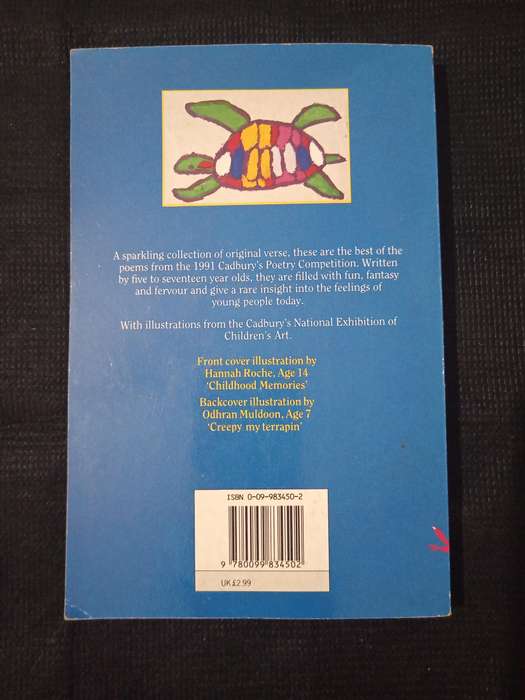 A sparkling collection of original verse, these are the best of the
poems from the 1991 Cadbury's Poetry Competition. Written
by five to seventeen year olds, they are filled with fun, fantasy
and fervour and give a rare insight into the feelings of
young people today.
With illustrations from the Cadbury's National Exhibition of
Children's Art.
Front cover illustration by
Hannah Roche, Age 14
'Childhood Memories'
Backcover illustration by
Odhran Muldoon, Age 7
'Creepy my terrapin'
ISBN 0-09-983450-2
9 780099 834502
UK £2.99